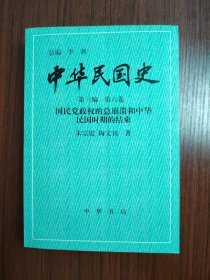 总编 李新
中华民国史
第三编 第六卷
国民党政权的总崩溃和中华
民国时期的结束
朱宗震 陶文钊 著
中华书局